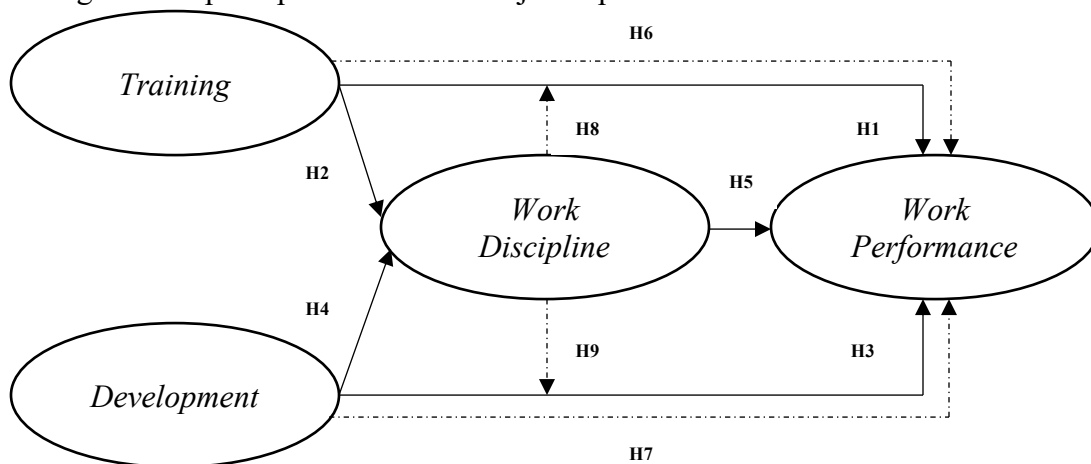 H6
Training
H8
H1
H2
H5
Work
Discipline
Work
Performance
H4
H9
H3
Development
H7